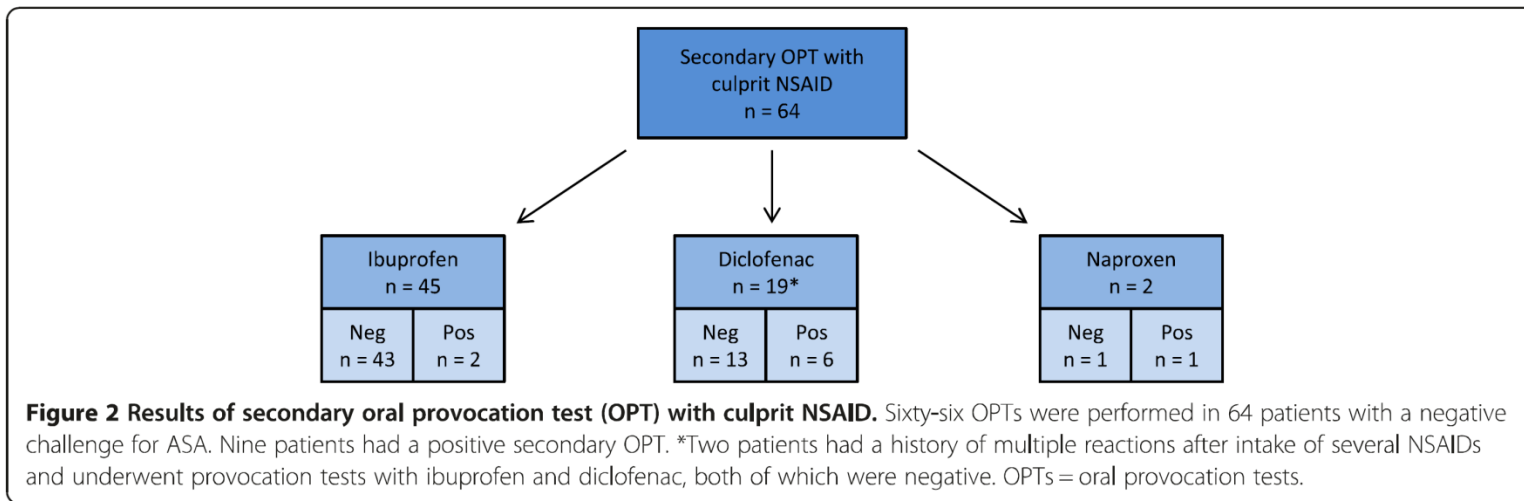 Secondary OPT with
culprit NSAID
n = 64
Ibuprofen
n = 45
Neg
n = 43
Pos
n = 2
Diclofenac
n = 19*
Neg
n = 13
Pos
n = 6
Naproxen
n = 2
Neg
n = 1
Pos
n = 1
Figure 2 Results of secondary oral provocation test (OPT) with culprit NSAID. Sixty-six OPTs were performed in 64 patients with a negative
challenge for ASA. Nine patients had a positive secondary OPT. *Two patients had a history of multiple reactions after intake of several NSAIDs
and underwent provocation tests with ibuprofen and diclofenac, both of which were negative. OPTs = oral provocation tests.